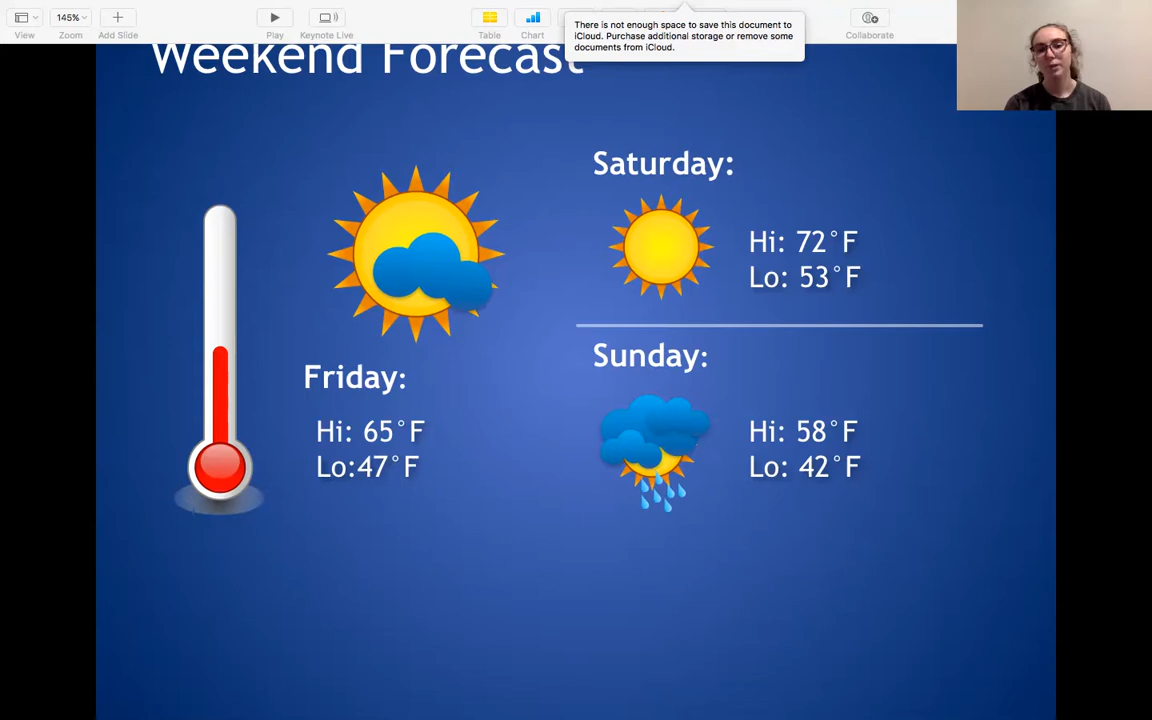 145%
View
Zoom
Add Slide
Play
Keynote Live
Table
Chart
Collaborate
There is not enough space to save this document to
iCloud. Purchase additional storage or remove some
documents from iCloud.
Weekend Forecast
Friday:
Hi: 65°F
Lo:47°F
Saturday:
Hi: 72°F
Lo: 53°F
Sunday:
Hi: 58°F
Lo: 42°F